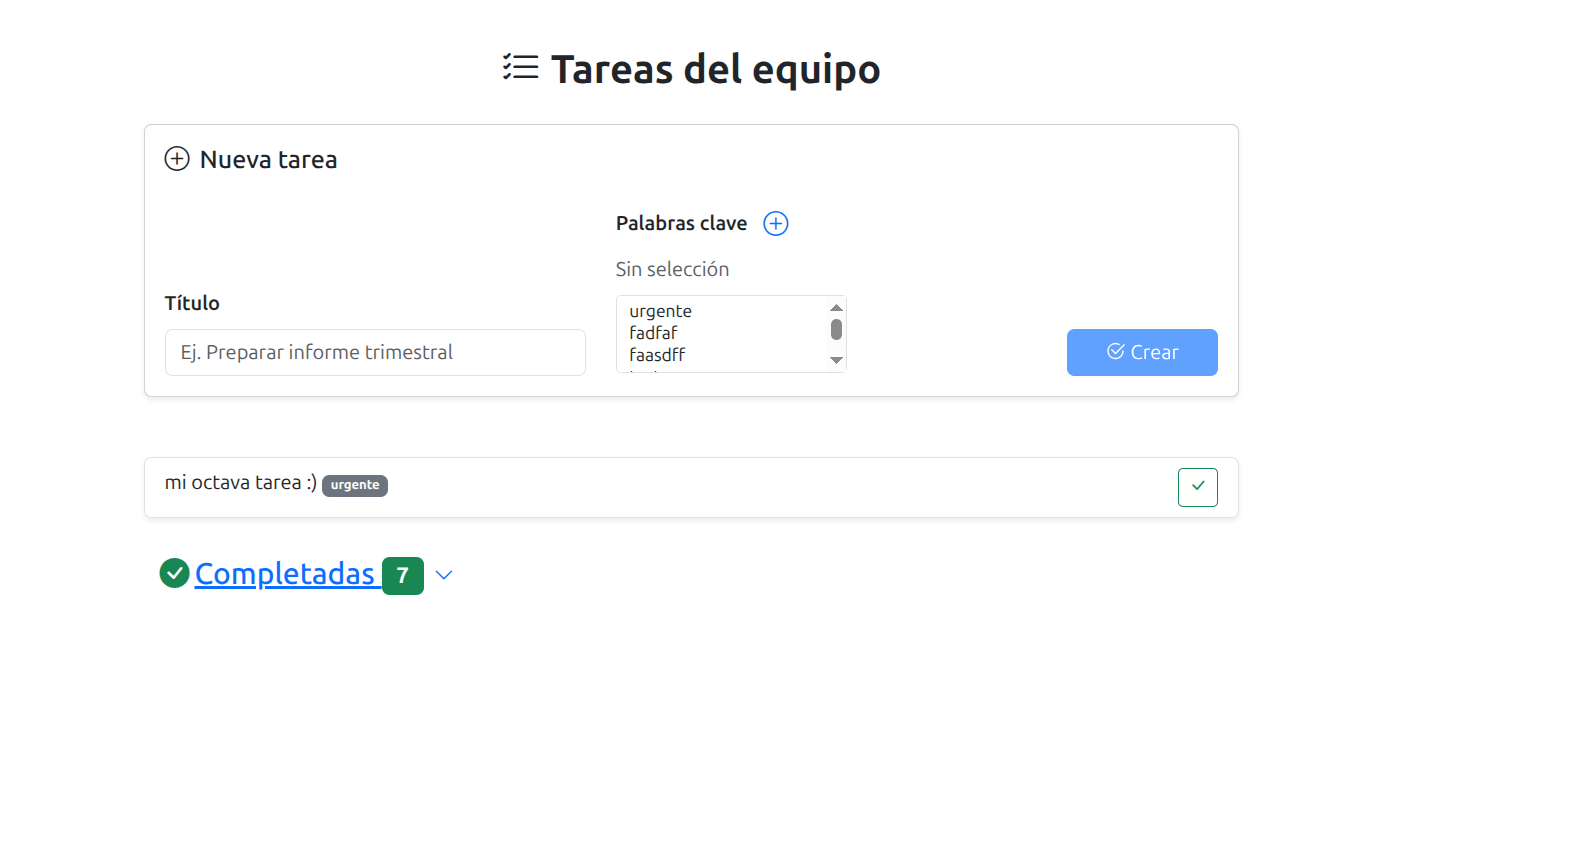 Tareas del equipo
Nueva tarea
Palabras clave
Sin selección
Título
Ej. Preparar informe trimestral
urgente
fadfaf
faasdff
Crear
mi octava tarea :) urgente
Completadas 7